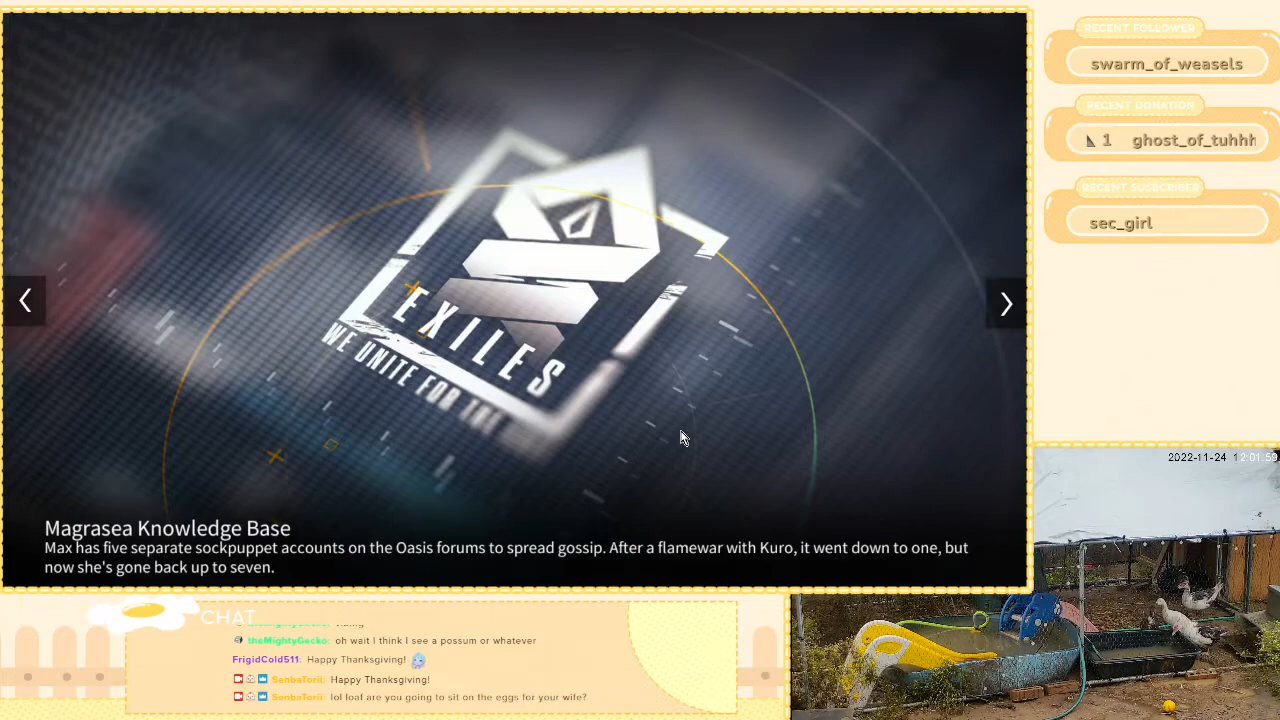 RECENT FOLLOWER
swarm_of_weasels
RECENT DONATION
1 ghost_of_tuhhh
RECENT SUBSCRIBER
sec_girl
EXILES
WE UNITE FOR THE
Magrasea Knowledge Base
Max has five separate sockpuppet accounts on the Oasis forums to spread gossip. After a flamewar with Kuro, it went down to one, but
now she's gone back up to seven.
2022-11-24 12:01:59
CHAT
theMightyGecko: oh wait I think I see a possum or whatever
FrigidCold511: Happy Thanksgiving!
SenbaTorii: Happy Thanksgiving!
SenbaTorii: lol loaf are you going to sit on the eggs for your wife?